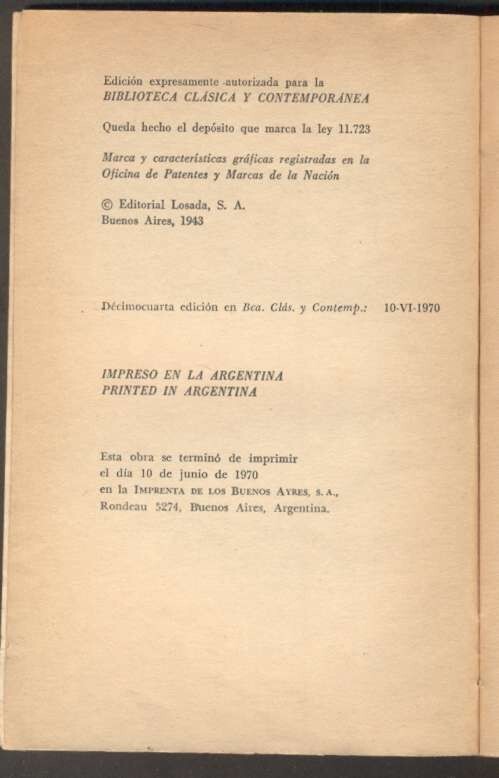 Edición expresamente autorizada para la
BIBLIOTECA CLÁSICA Y CONTEMPORÁNEA
Queda hecho el depósito que marca la ley 11.723
Marca y características gráficas registradas en la
Oficina de Patentes y Marcas de la Nación
© Editorial Losada, S. A.
Buenos Aires, 1943
Décimocuarta edición en Bca. Clás. y Contemp.: 10-VI-1970
IMPRESO EN LA ARGENTINA
PRINTED IN ARGENTINA
Esta obra se terminó de imprimir
el día 10 de junio de 1970
en la IMPRENTA DE LOS BUENOS AYRES, S. A.,
Rondeau 3274, Buenos Aires, Argentina.